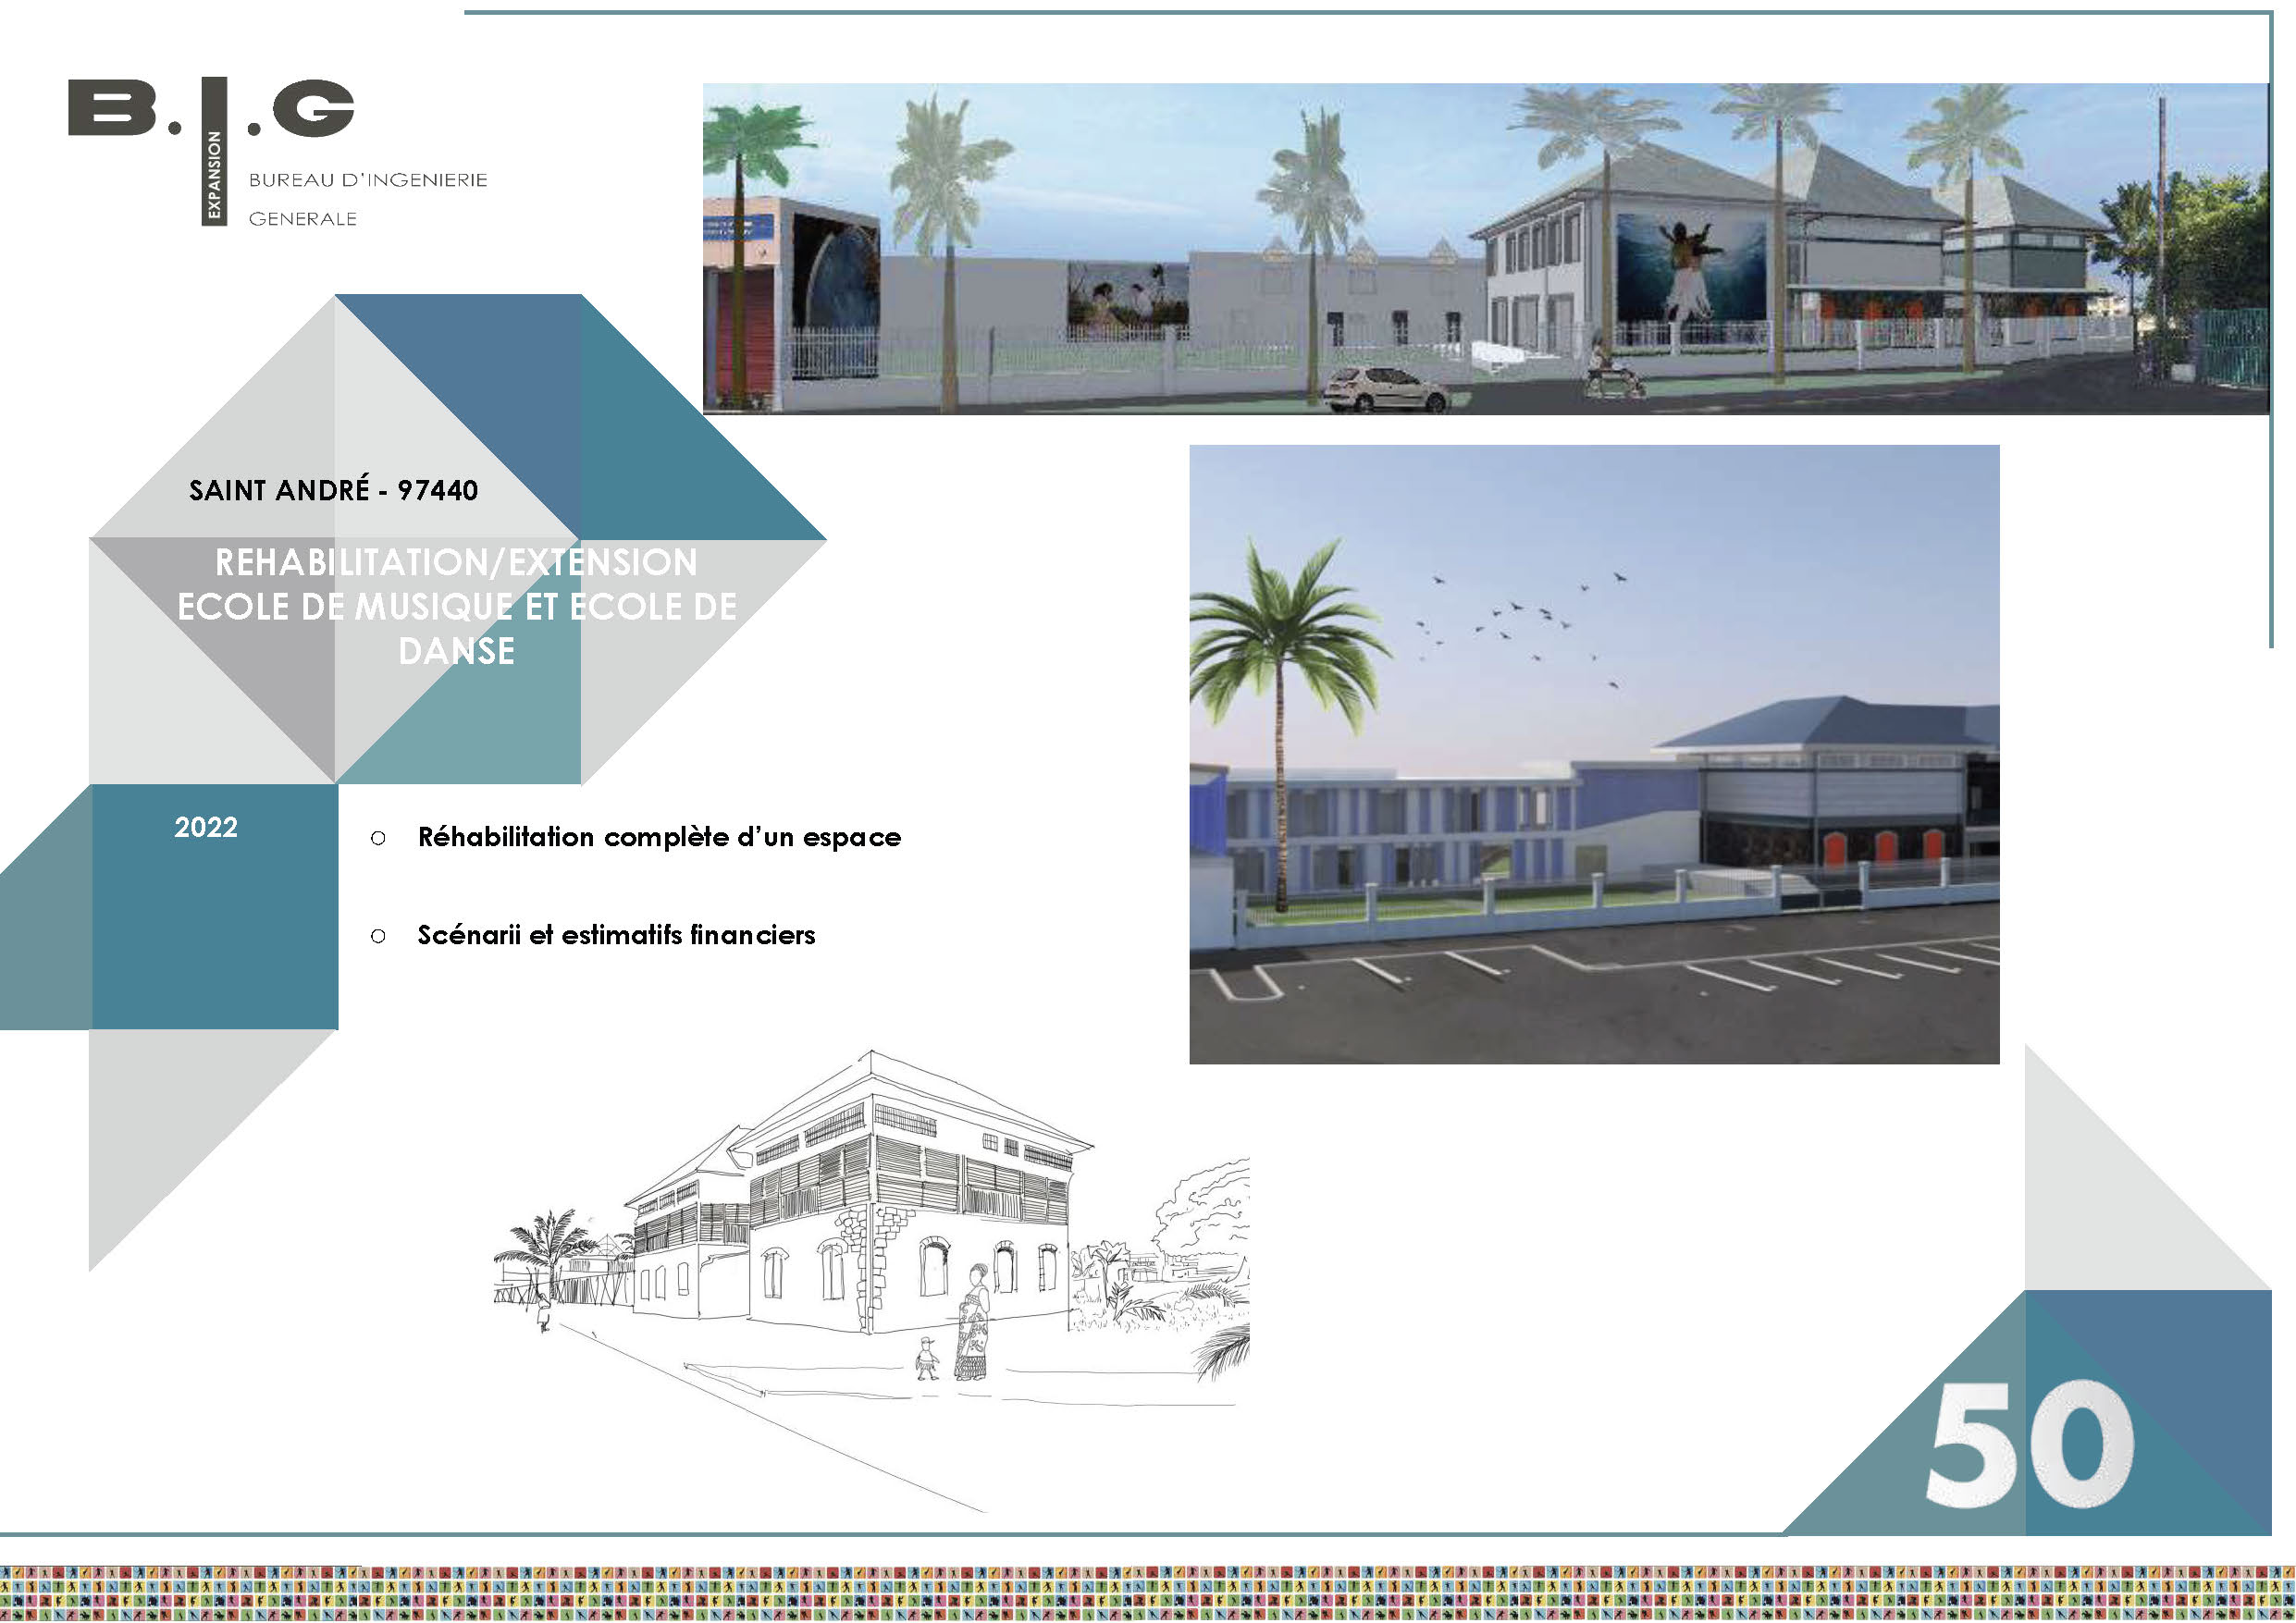 B.I.G
EXPANSION
BUREAU D'INGENIERIE
GENERALE
SAINT ANDRÉ - 97440
REHABILITATION/EXTENSION
ECOLE DE MUSIQUE ET ECOLE DE
DANSE
2022
Réhabilitation complète d'un espace
Scénarii et estimatifs financiers
50